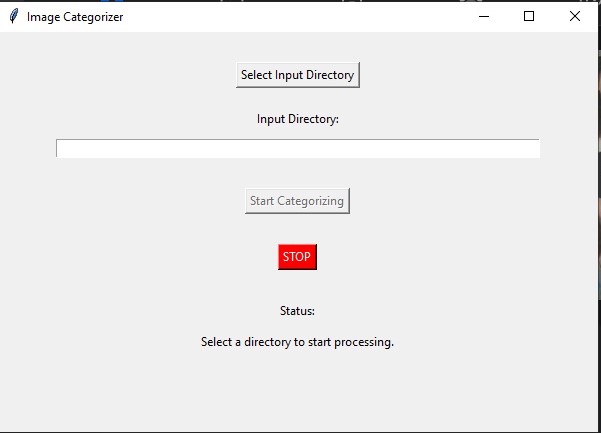 Image Categorizer
Select Input Directory
Input Directory:
Start Categorizing
STOP
Status:
Select a directory to start processing.